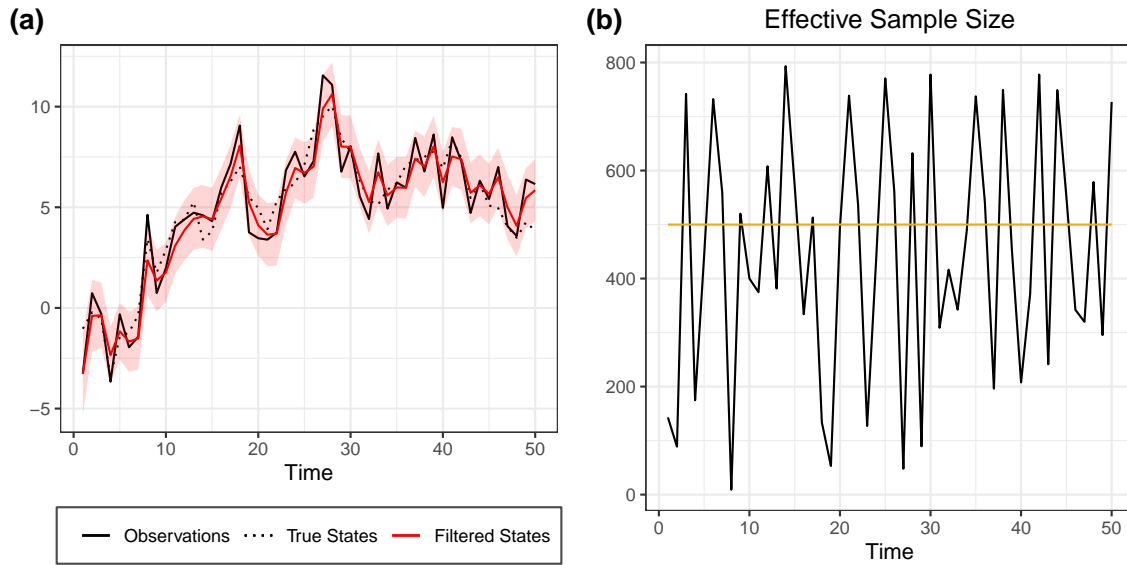 (a)
10
5
0
−5
0 10 20 30 40 50
Time
Observations True States Filtered States
(b) Effective Sample Size
800
600
400
200
0
0 10 20 30 40 50
Time